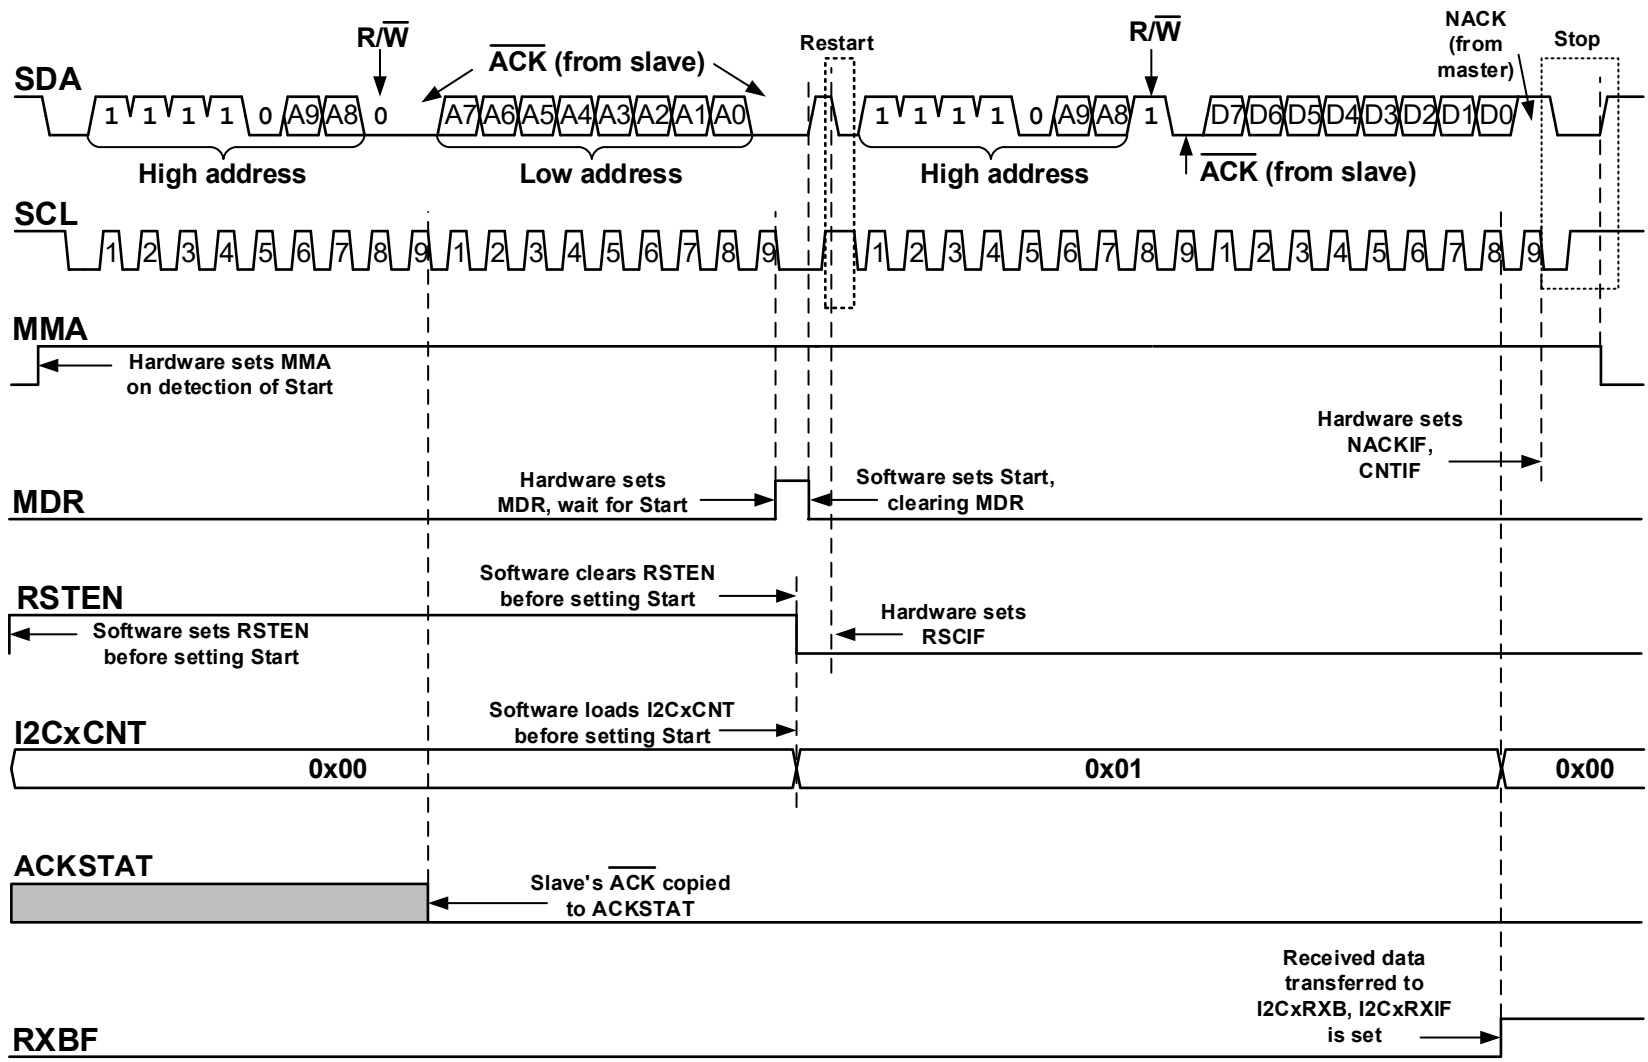 R/W
ACK (from slave)
Restart
R/W
NACK
(from
master)
Stop
SDA
1 1 1 1 0 A9 A8 0 A7 A6 A5 A4 A3 A2 A1 A0 1 1 1 1 0 A9 A8 1 D7 D6 D5 D4 D3 D2 D1 D0
High address
Low address
High address
ACK (from slave)
SCL
1 2 3 4 5 6 7 8 9 1 2 3 4 5 6 7 8 9 1 2 3 4 5 6 7 8 9 1 2 3 4 5 6 7 8 9
MMA
Hardware sets MMA
on detection of Start
Hardware sets
NACKIF,
CNTIF
MDR
Hardware sets
MDR, wait for Start
Software sets Start,
clearing MDR
RSTEN
Software sets RSTEN
before setting Start
Software clears RSTEN
before setting Start
Hardware sets
RSCIF
I2CxCNT
Software loads I2CxCNT
before setting Start
0x00
0x01
0x00
ACKSTAT
Slave's ACK copied
to ACKSTAT
RXBF
Received data
transferred to
I2CxRXB, I2CxRXIF
is set